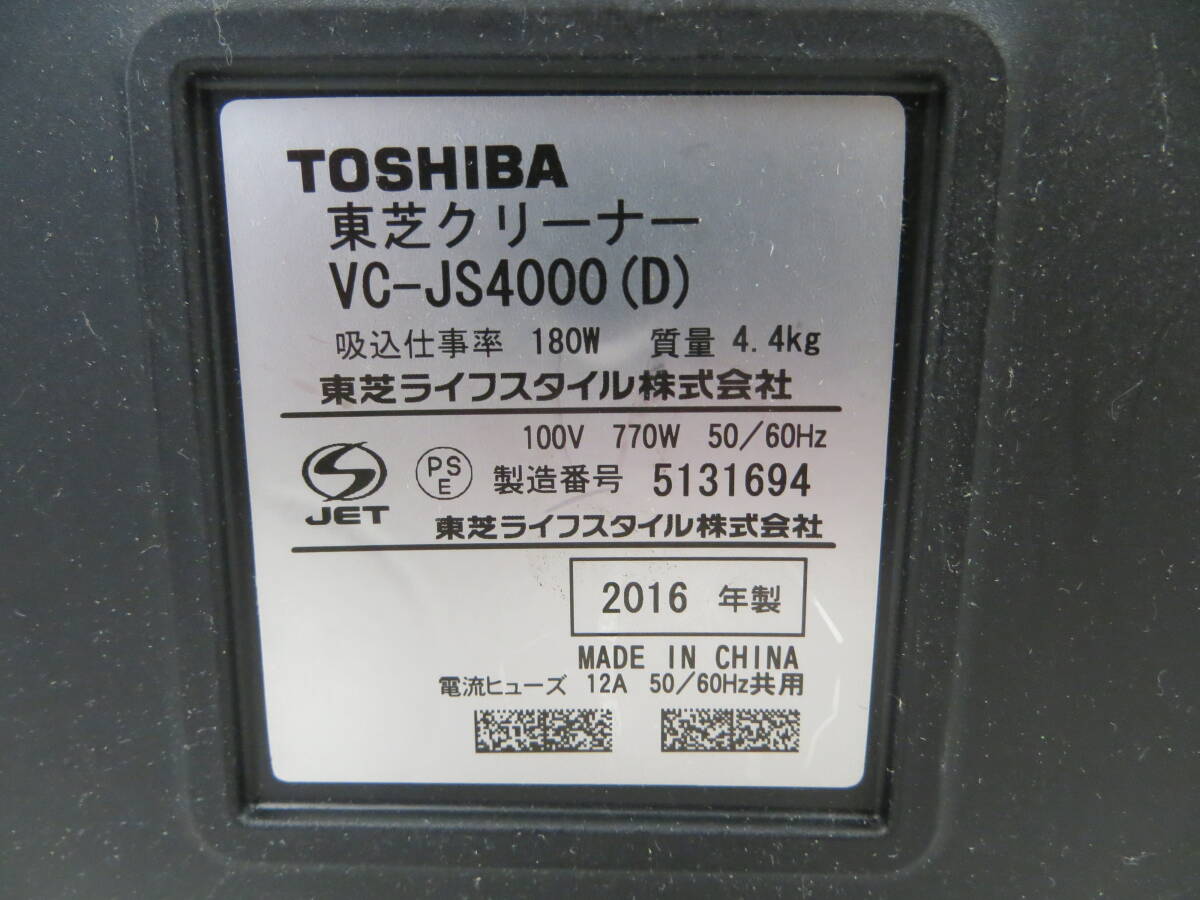 TOSHIBA
東芝クリーナー
VC-JS4000(D)
吸込仕事率 180W 質量 4.4kg
東芝ライフスタイル株式会社
100V 770W 50/60Hz
JET PSE 製造番号 5131694
東芝ライフスタイル株式会社
2016 年製
MADE IN CHINA
電流ヒューズ 12A 50/60Hz共用